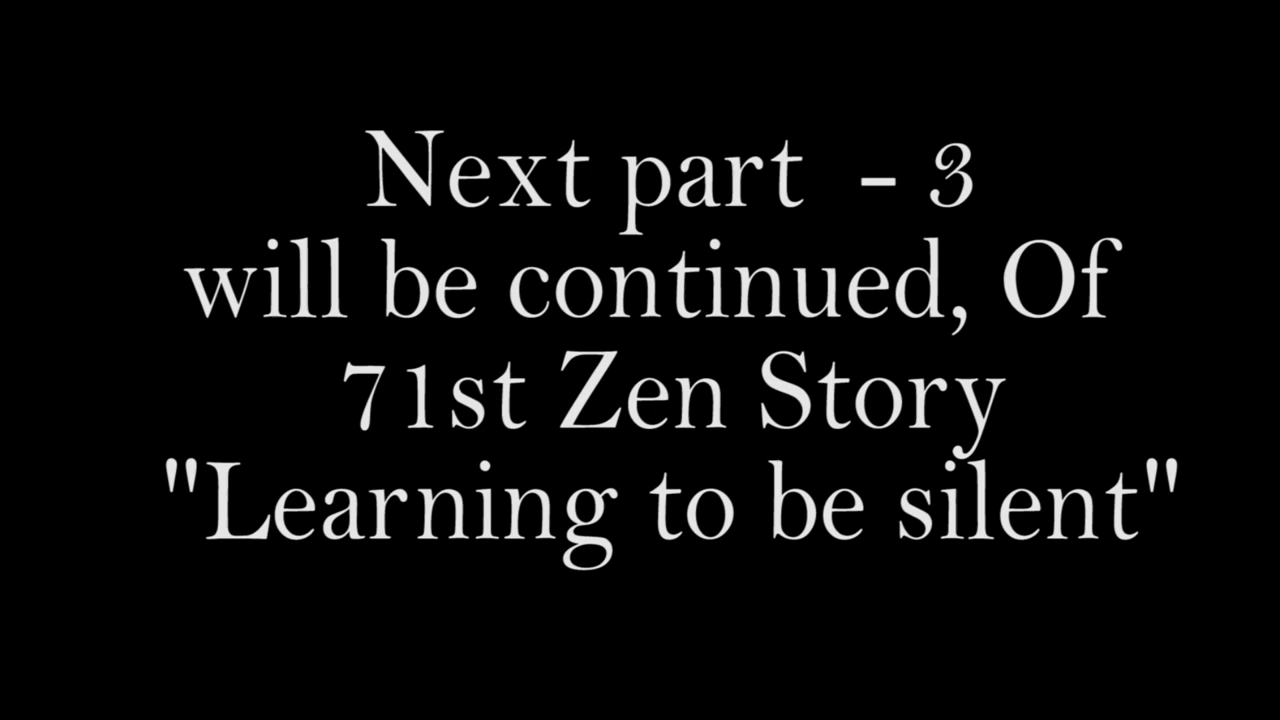 Next part - 3
will be continued, Of
71st Zen Story
"Learning to be silent"